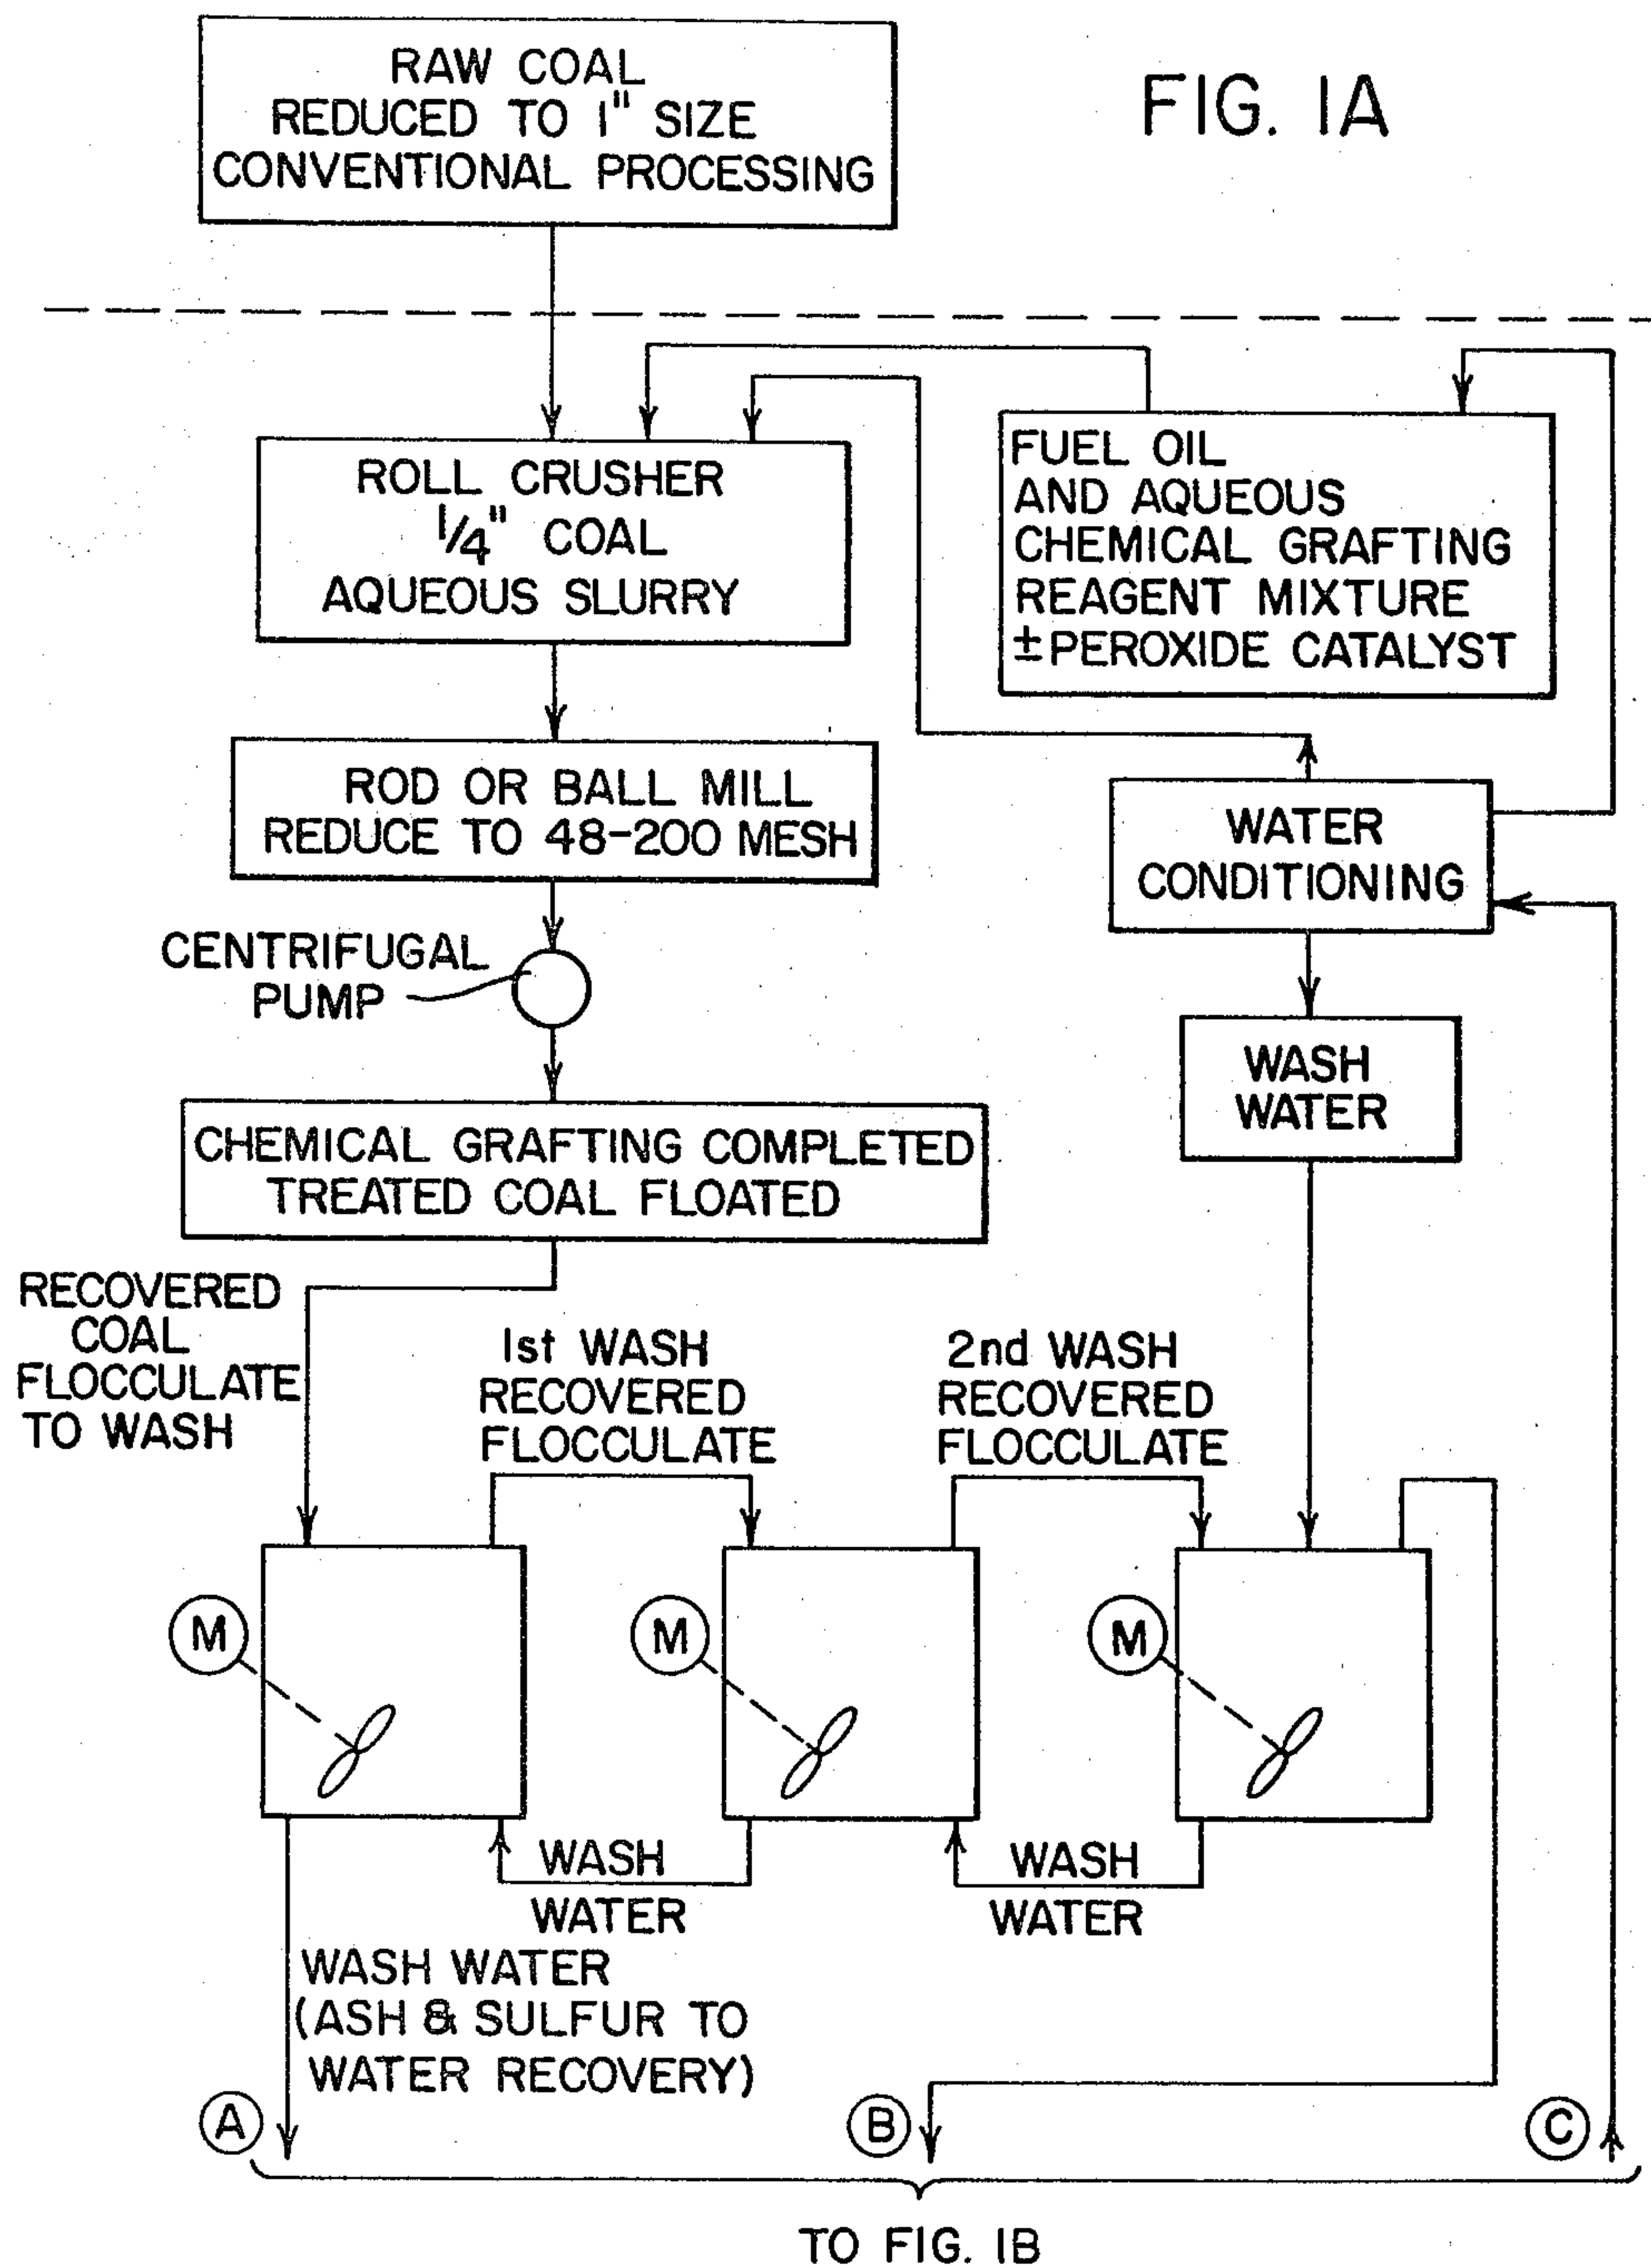 RAW COAL
REDUCED TO 1" SIZE
CONVENTIONAL PROCESSING
FIG. 1A
ROLL CRUSHER
1/4" COAL
AQUEOUS SLURRY
FUEL OIL
AND AQUEOUS
CHEMICAL GRAFTING
REAGENT MIXTURE
±PEROXIDE CATALYST
ROD OR BALL MILL
REDUCE TO 48-200 MESH
WATER
CONDITIONING
CENTRIFUGAL
PUMP
WASH
WATER
CHEMICAL GRAFTING COMPLETED
TREATED COAL FLOATED
RECOVERED
COAL
FLOCCULATE
TO WASH
1st WASH
RECOVERED
FLOCCULATE
2nd WASH
RECOVERED
FLOCCULATE
M
M
M
WASH
WATER
WASH
WATER
WASH WATER
(ASH & SULFUR TO
WATER RECOVERY)
A
B
C
TO FIG. 1B